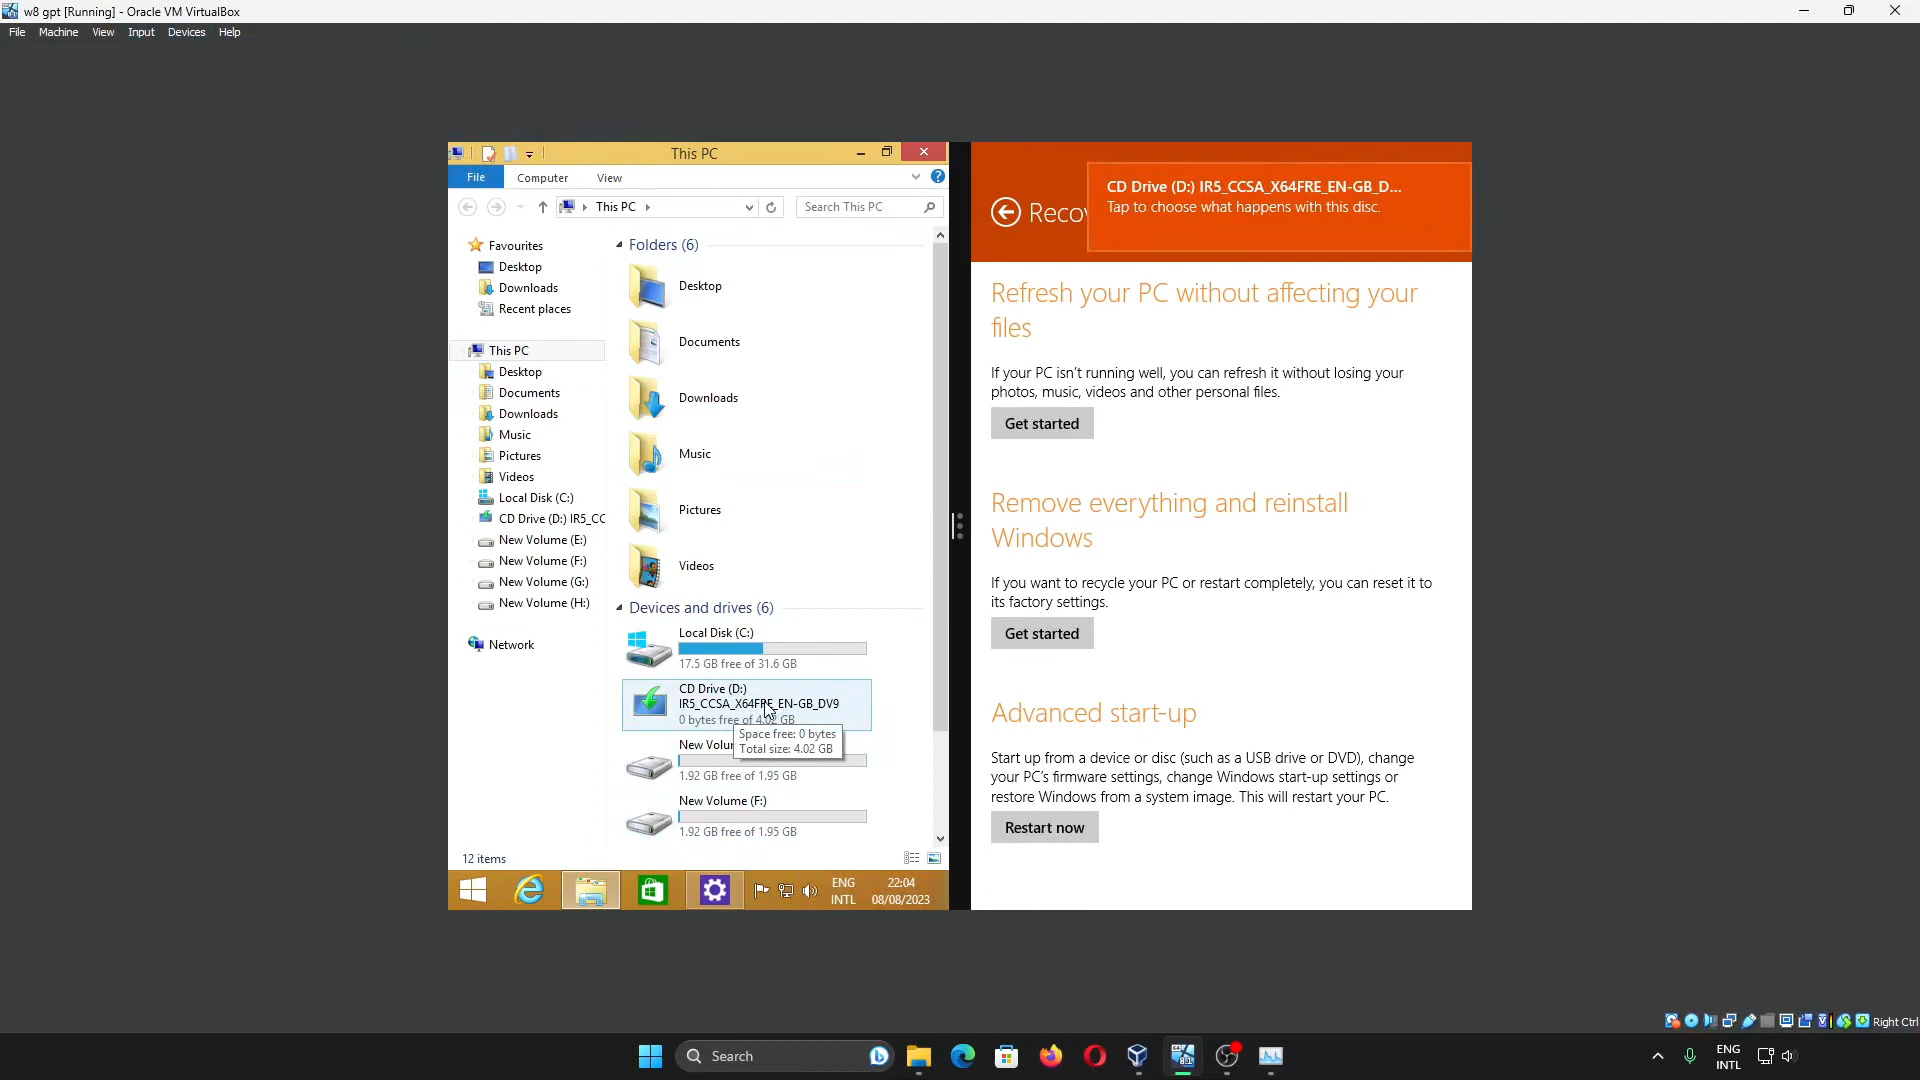 w8 gpt [Running] - Oracle VM VirtualBox
File Machine View Input Devices Help
This PC
File Computer View
This PC
Search This PC
Favourites
Desktop
Downloads
Recent places
This PC
Desktop
Documents
Downloads
Music
Pictures
Videos
Local Disk (C:)
CD Drive (D:) IR5_CC
New Volume (E:)
New Volume (F:)
New Volume (G:)
New Volume (H:)
Network
Folders (6)
Desktop
Documents
Downloads
Music
Pictures
Videos
Devices and drives (6)
Local Disk (C:)
17.5 GB free of 31.6 GB
CD Drive (D:)
IR5_CCSA_X64FRE_EN-GB_DV9
0 bytes free of 4.02 GB
Space free: 0 bytes
Total size: 4.02 GB
New Volu
1.92 GB free of 1.95 GB
New Volume (F:)
1.92 GB free of 1.95 GB
12 items
ENG
INTL
22:04
08/08/2023
Reco
CD Drive (D:) IR5_CCSA_X64FRE_EN-GB_D...
Tap to choose what happens with this disc.
Refresh your PC without affecting your
files
If your PC isn't running well, you can refresh it without losing your
photos, music, videos and other personal files.
Get started
Remove everything and reinstall
Windows
If you want to recycle your PC or restart completely, you can reset it to
its factory settings.
Get started
Advanced start-up
Start up from a device or disc (such as a USB drive or DVD), change
your PC's firmware settings, change Windows start-up settings or
restore Windows from a system image. This will restart your PC.
Restart now
Right Ctrl
Search
ENG
INTL